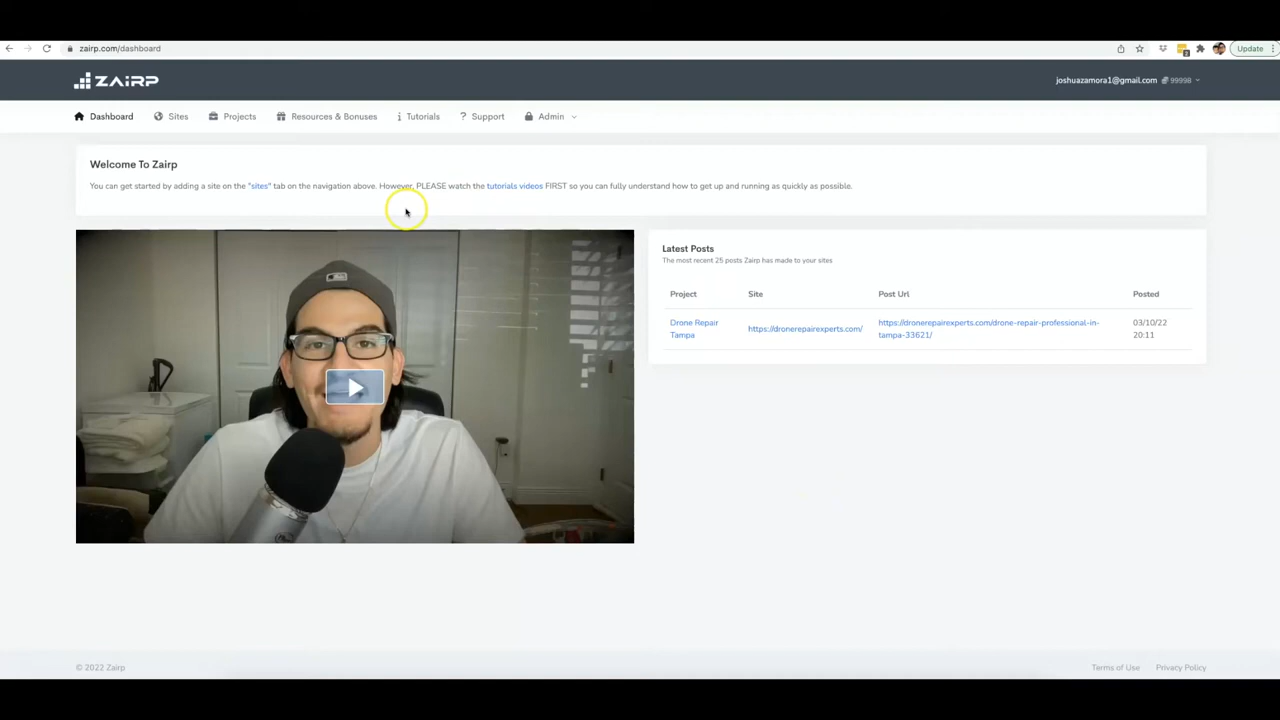 zairp.com/dashboard
Update
ZAIRP
joshuazamora1@gmail.com 99998
Dashboard Sites Projects Resources & Bonuses Tutorials Support Admin
Welcome To Zairp
You can get started by adding a site on the "sites" tab on the navigation above. However, PLEASE watch the tutorials videos FIRST so you can fully understand how to get up and running as quickly as possible.
Latest Posts
The most recent 25 posts Zairp has made to your sites
Project Site Post Url Posted
Drone Repair
Tampa
https://dronerepairexperts.com/
https://dronerepairexperts.com/drone-repair-professional-in-
tampa-33621/
03/10/22
20:11
© 2022 Zairp
Terms of Use Privacy Policy